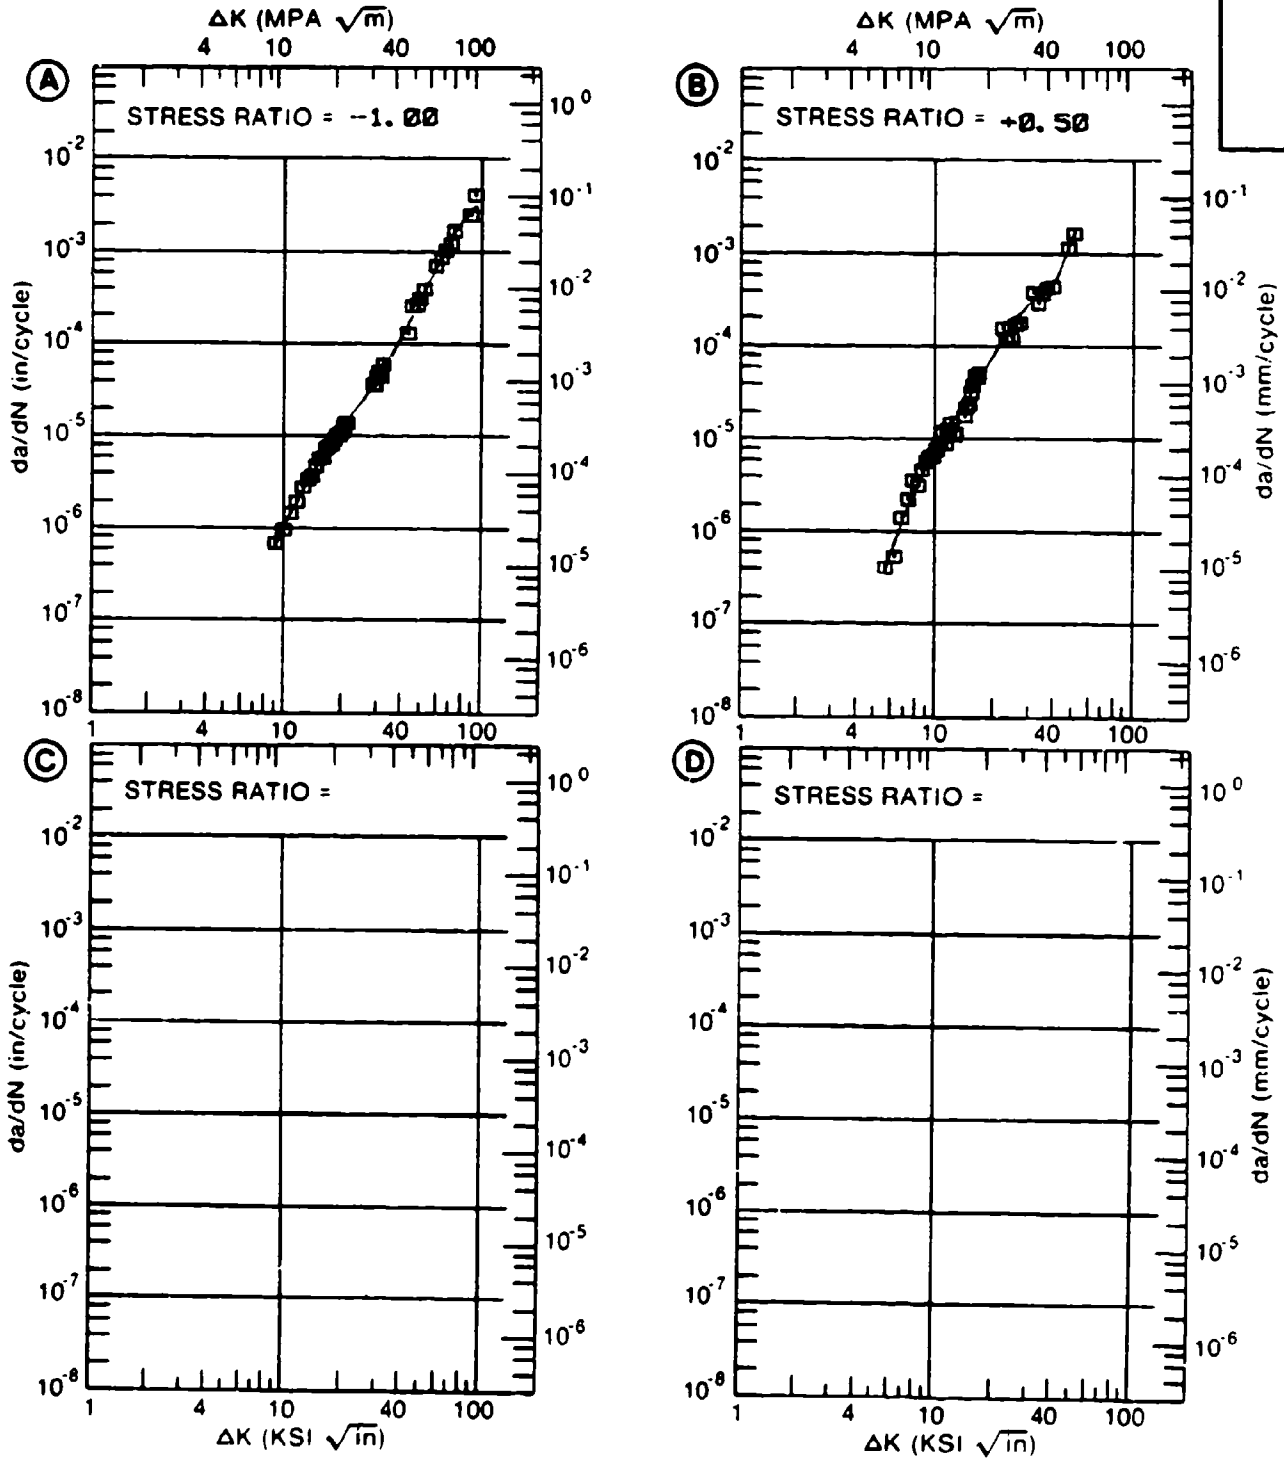 ΔK (MPA √m) ΔK (MPA √m)
4 10 40 100 4 10 40 100
A B
STRESS RATIO = -1.00 STRESS RATIO = +0.50
10^0
10^-2 10^-2
10^-1 10^-1
10^-3 10^-3
10^-2 10^-2
da/dN (in/cycle) da/dN (mm/cycle)
10^-4 10^-4
10^-3 10^-3
10^-5 10^-5
10^-4 10^-4
10^-6 10^-6
10^-5 10^-5
10^-7 10^-7
10^-6 10^-6
10^-8 10^-8
1 4 10 40 100 1 4 10 40 100
C D
STRESS RATIO = STRESS RATIO =
10^0 10^0
10^-2 10^-2
10^-1 10^-1
10^-3 10^-3
10^-2 10^-2
da/dN (in/cycle) da/dN (mm/cycle)
10^-4 10^-4
10^-3 10^-3
10^-5 10^-5
10^-4 10^-4
10^-6 10^-6
10^-5 10^-5
10^-7 10^-7
10^-6 10^-6
10^-8 10^-8
1 4 10 40 100 1 4 10 40 100
ΔK (KSI √in) ΔK (KSI √in)